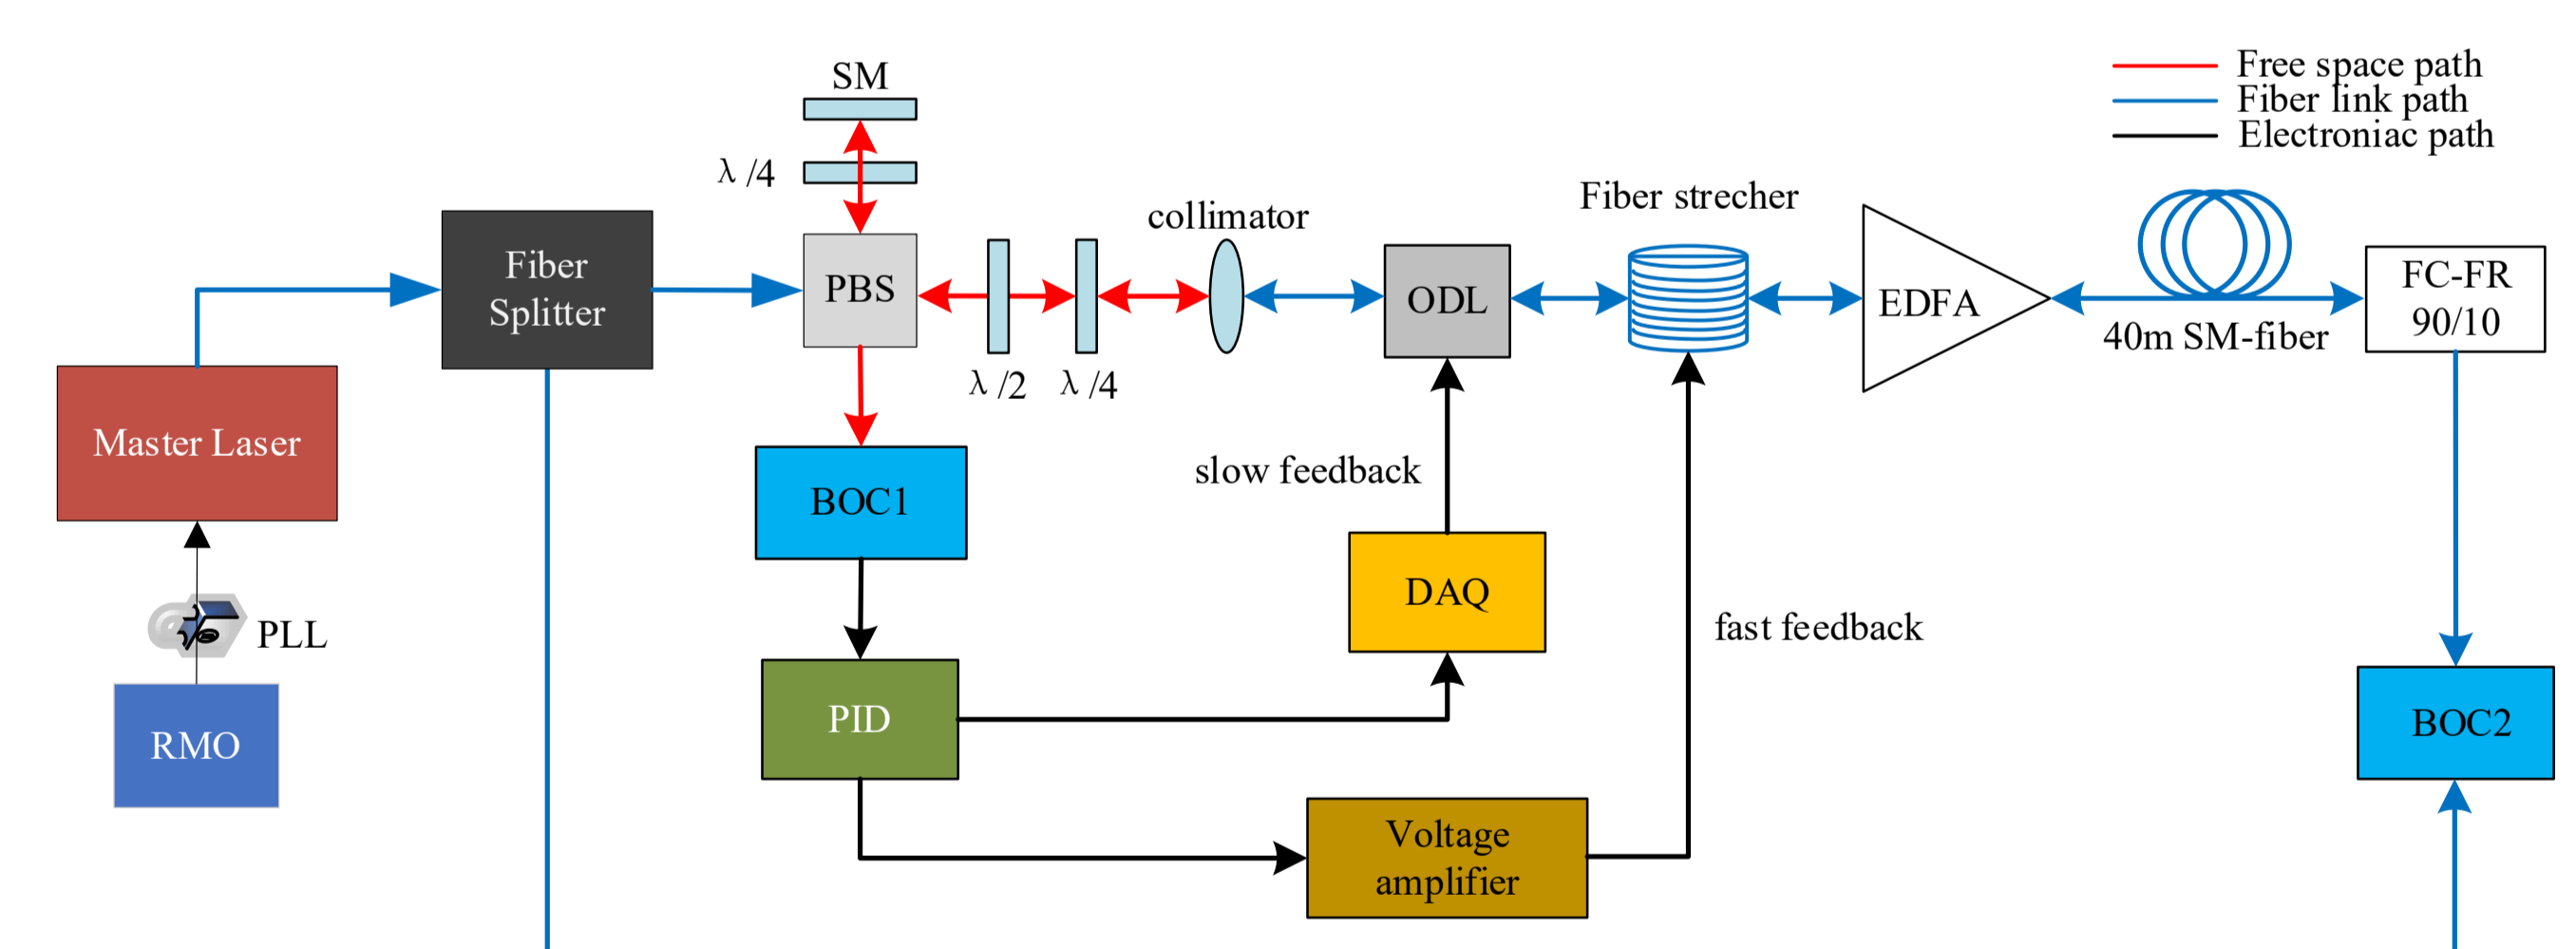 SM
λ /4
Free space path
Fiber link path
Electroniac path
Fiber
Splitter
PBS
collimator
Fiber strecher
ODL
EDFA
40m SM-fiber
FC-FR
90/10
λ /2
λ /4
Master Laser
BOC1
slow feedback
DAQ
fast feedback
PLL
RMO
PID
BOC2
Voltage
amplifier